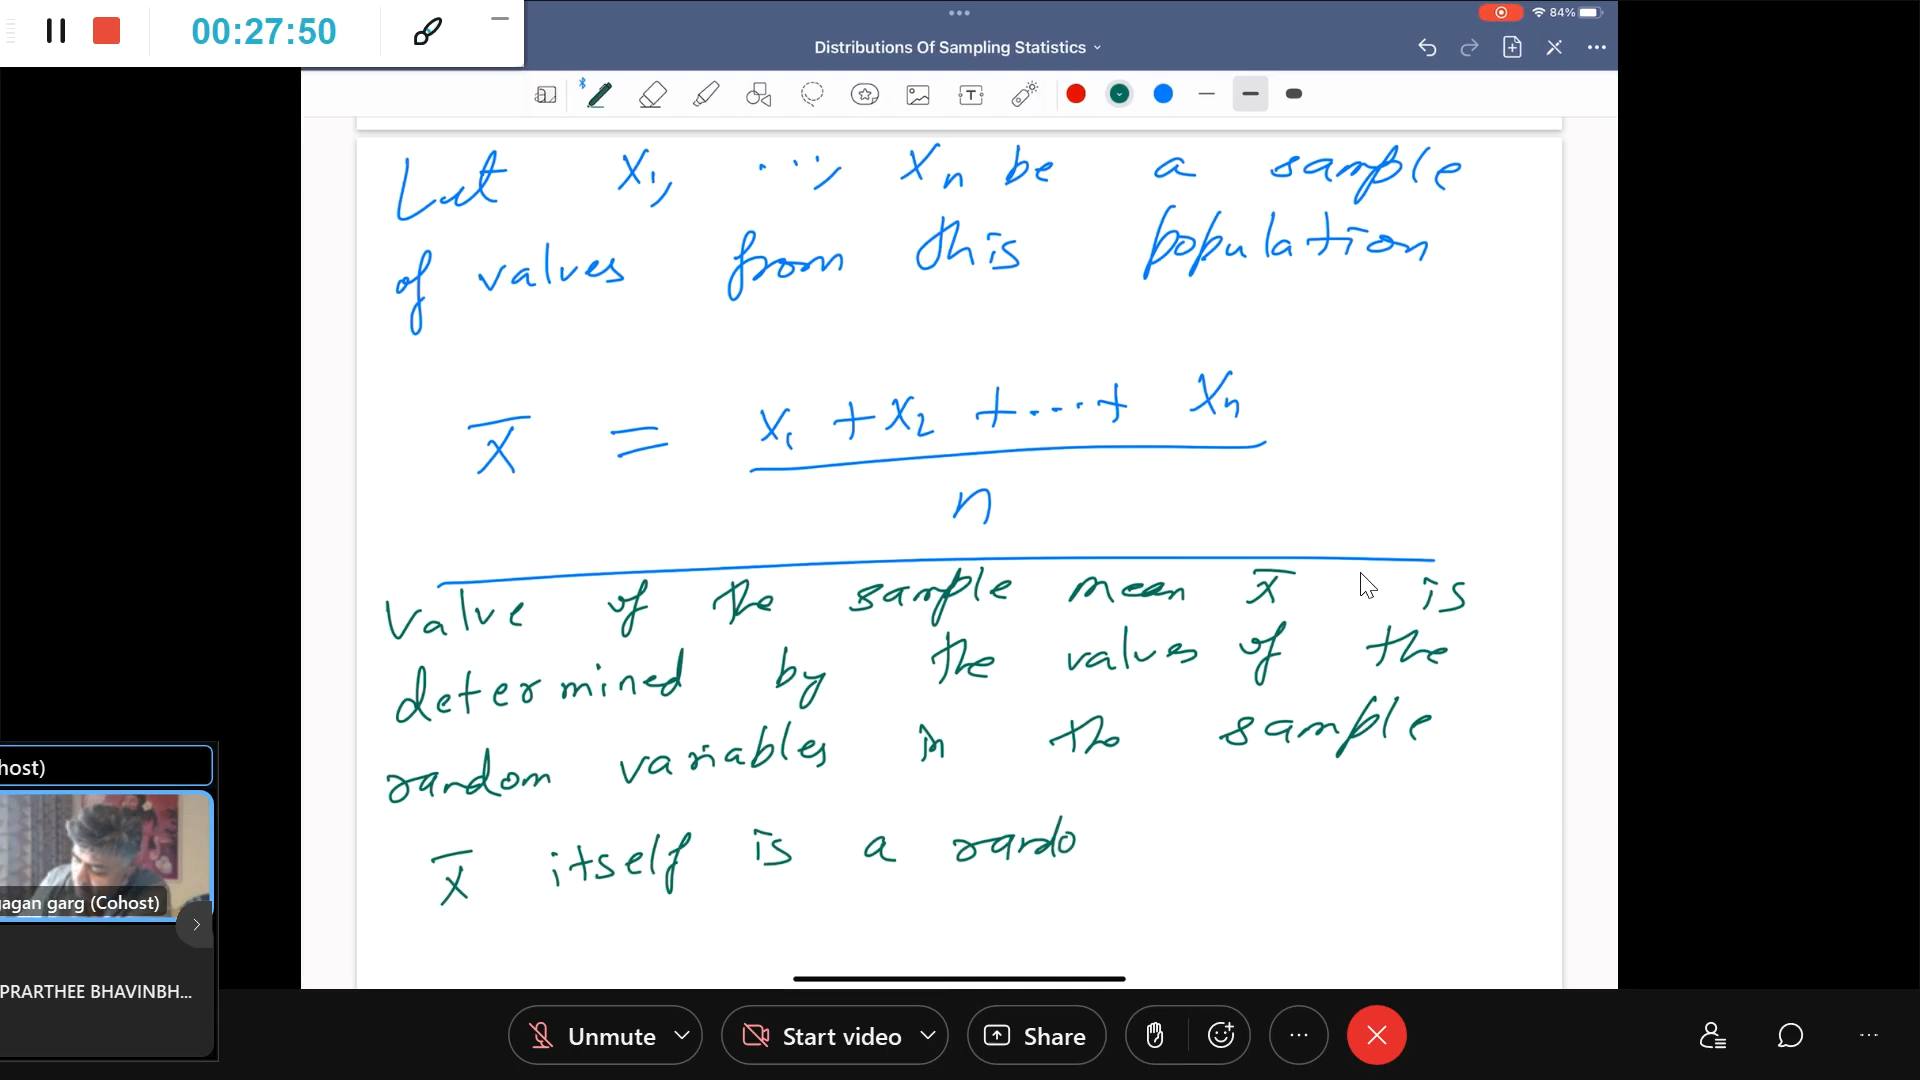 00:27:50
84%
Distributions Of Sampling Statistics
Let X1, ..., Xn be a sample
of values from this population
X̄ = X1 + X2 + ... + Xn
n
Value of the sample mean X̄ is
determined by the values of the
random variables in the sample
X̄ itself is a rando
host)
agan garg (Cohost)
PRARTHEE BHAVINBH...
Unmute
Start video
Share